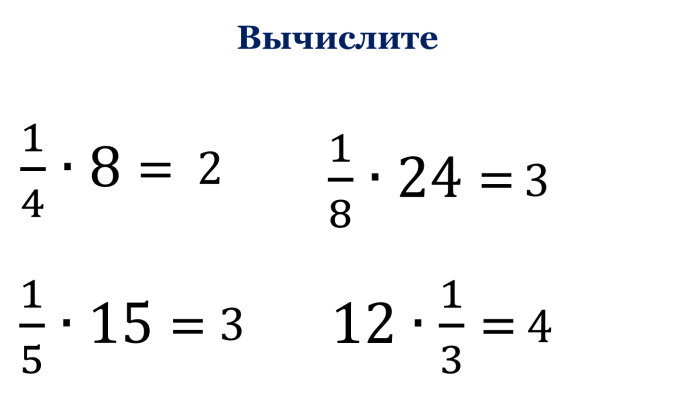 Вычислите
1/4 · 8 = 2
1/8 · 24 = 3
1/5 · 15 = 3
12 · 1/3 = 4